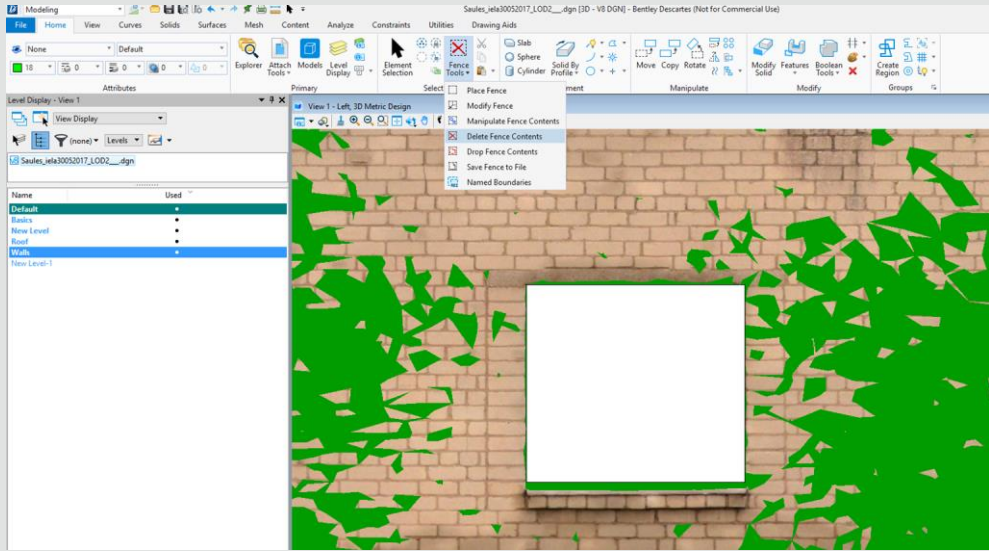 Modeling
Saules_iela30052017_LOD2___.dgn [3D - V8 DGN] - Bentley Descartes (Not for Commercial Use)
File Home View Curves Solids Surfaces Mesh Content Analyze Constraints Utilities Drawing Aids
None Default
18 0 0 0 0
Attributes
Explorer Attach Tools Models Level Display
Primary
Element Selection Fence Tools
Select
Slab
Sphere
Cylinder
Solid By Profile
ment
Move Copy Rotate
Manipulate
Modify Solid Features Boolean Tools
Modify
Create Region
Groups
Place Fence
Modify Fence
Manipulate Fence Contents
Delete Fence Contents
Drop Fence Contents
Save Fence to File
Named Boundaries
Level Display - View 1
View Display
(none) Levels
Saules_iela30052017_LOD2___.dgn
Name Used
Default
Basics
New Level
Roof
Walls
New Level-1
View 1 - Left, 3D Metric Design